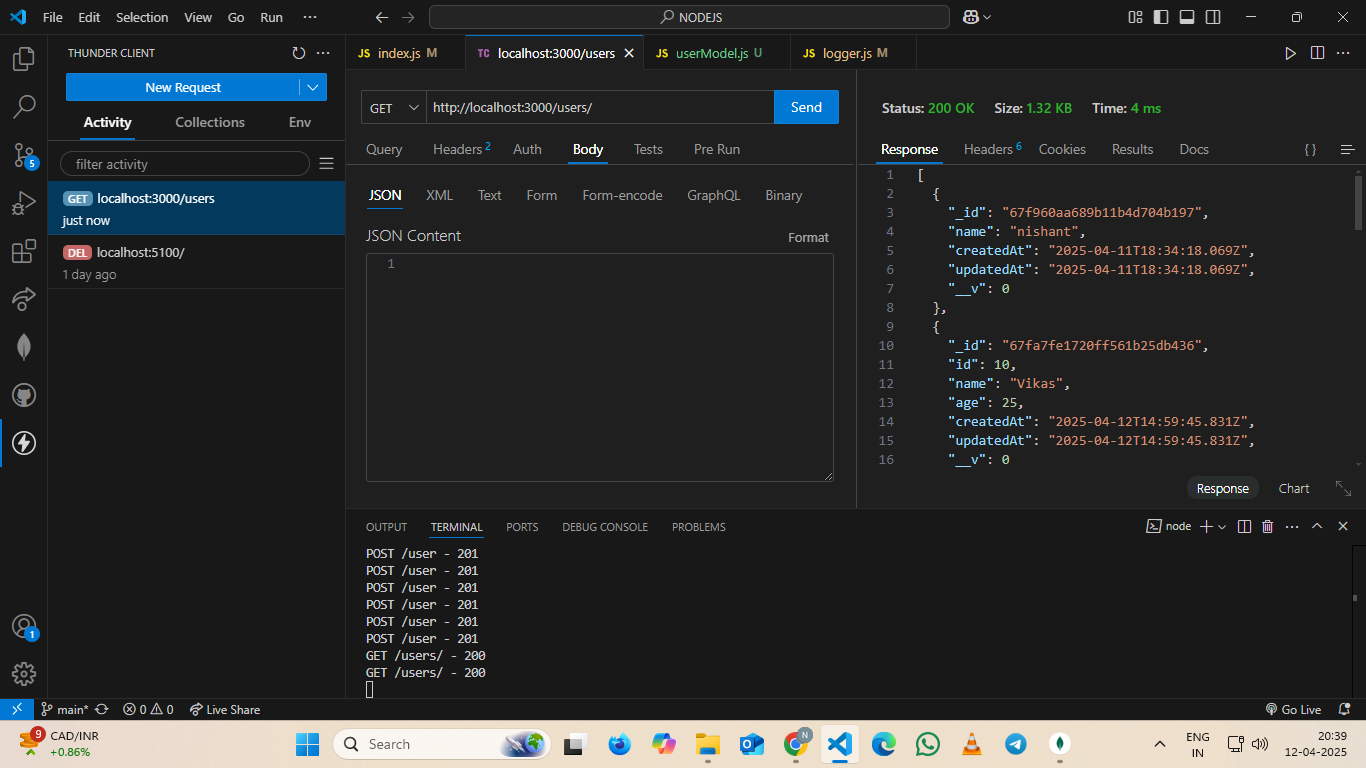 File Edit Selection View Go Run ··· NODEJS
THUNDER CLIENT
New Request
Activity Collections Env
filter activity
GET localhost:3000/users
just now
DEL localhost:5100/
1 day ago
5
1
JS index.js M TC localhost:3000/users JS userModel.js U JS logger.js M
GET http://localhost:3000/users/ Send
Query Headers 2 Auth Body Tests Pre Run
JSON XML Text Form Form-encode GraphQL Binary
JSON Content Format
1
Status: 200 OK Size: 1.32 KB Time: 4 ms
Response Headers 6 Cookies Results Docs { }
1 [
2 {
3 "_id": "67f960aa689b11b4d704b197",
4 "name": "nishant",
5 "createdAt": "2025-04-11T18:34:18.069Z",
6 "updatedAt": "2025-04-11T18:34:18.069Z",
7 "__v": 0
8 },
9 {
10 "_id": "67fa7fe1720ff561b25db436",
11 "id": 10,
12 "name": "Vikas",
13 "age": 25,
14 "createdAt": "2025-04-12T14:59:45.831Z",
15 "updatedAt": "2025-04-12T14:59:45.831Z",
16 "__v": 0
Response Chart
OUTPUT TERMINAL PORTS DEBUG CONSOLE PROBLEMS node
POST /user - 201
POST /user - 201
POST /user - 201
POST /user - 201
POST /user - 201
POST /user - 201
GET /users/ - 200
GET /users/ - 200
main* 0 0 Live Share Go Live
9 CAD/INR
+0.86%
Search
N
ENG
IN
20:39
12-04-2025